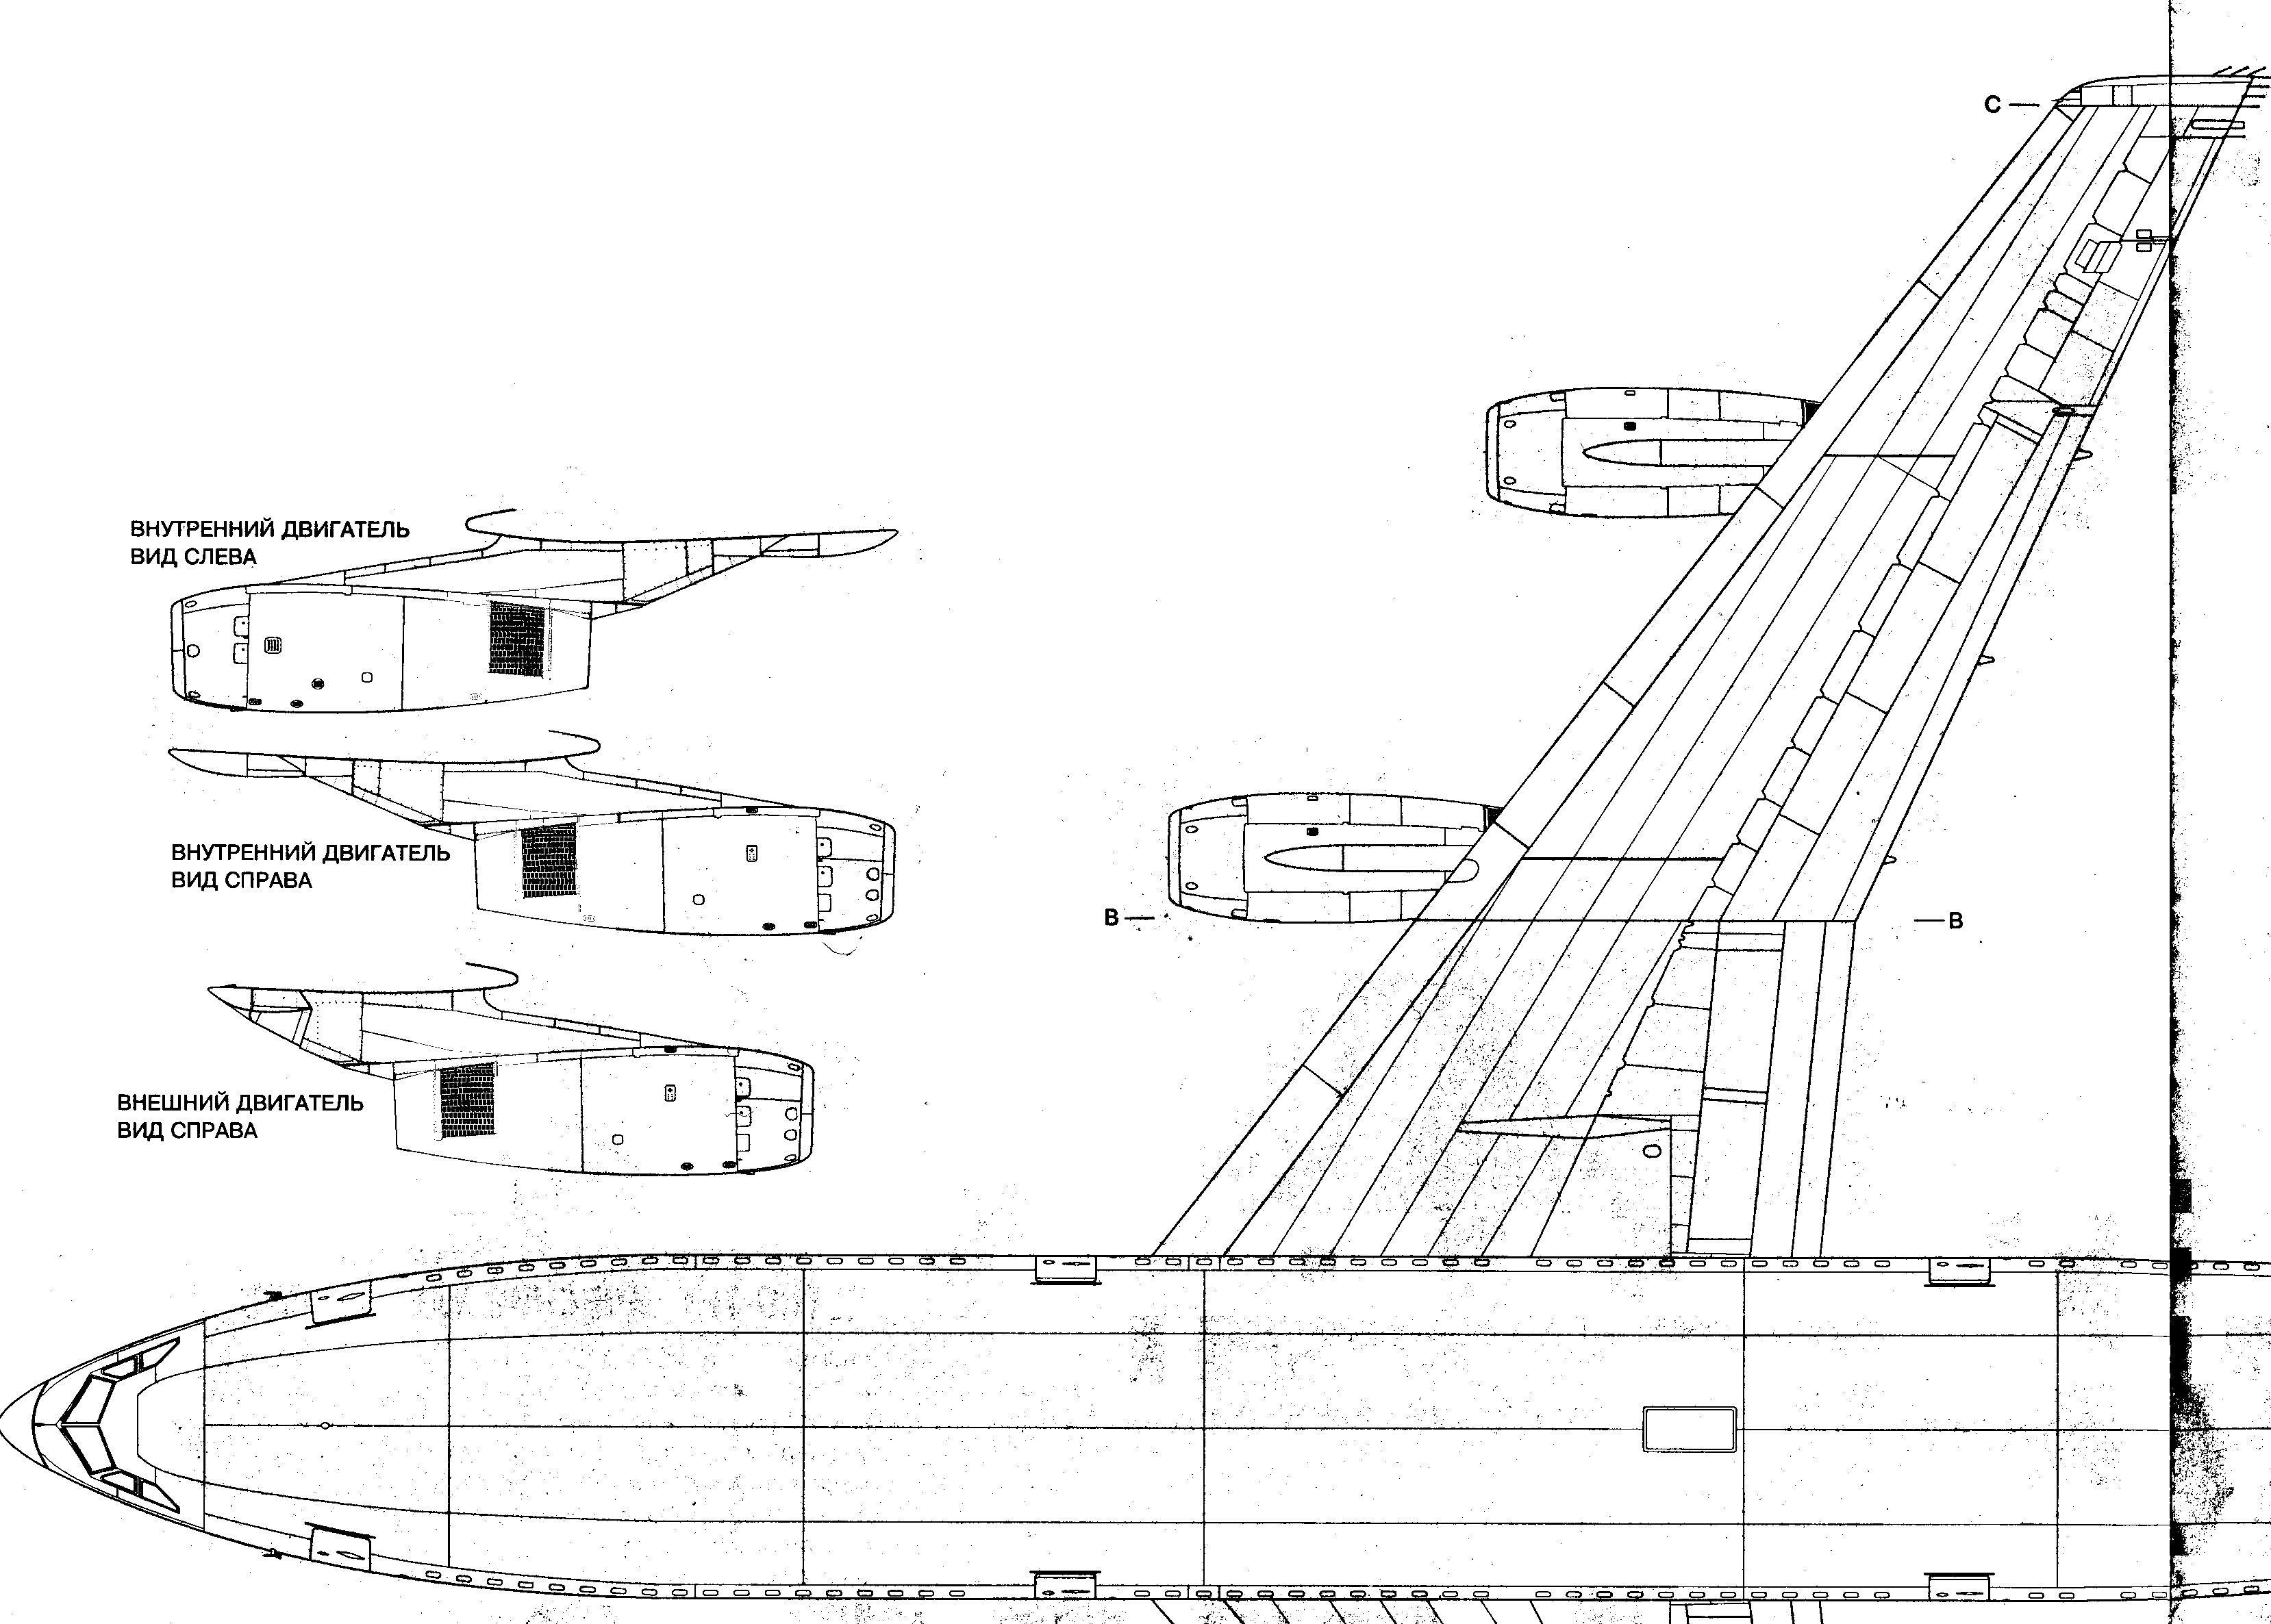 C
ВНУТРЕННИЙ ДВИГАТЕЛЬ
ВИД СЛЕВА
ВНУТРЕННИЙ ДВИГАТЕЛЬ
ВИД СПРАВА
B
B
ВНЕШНИЙ ДВИГАТЕЛЬ
ВИД СПРАВА